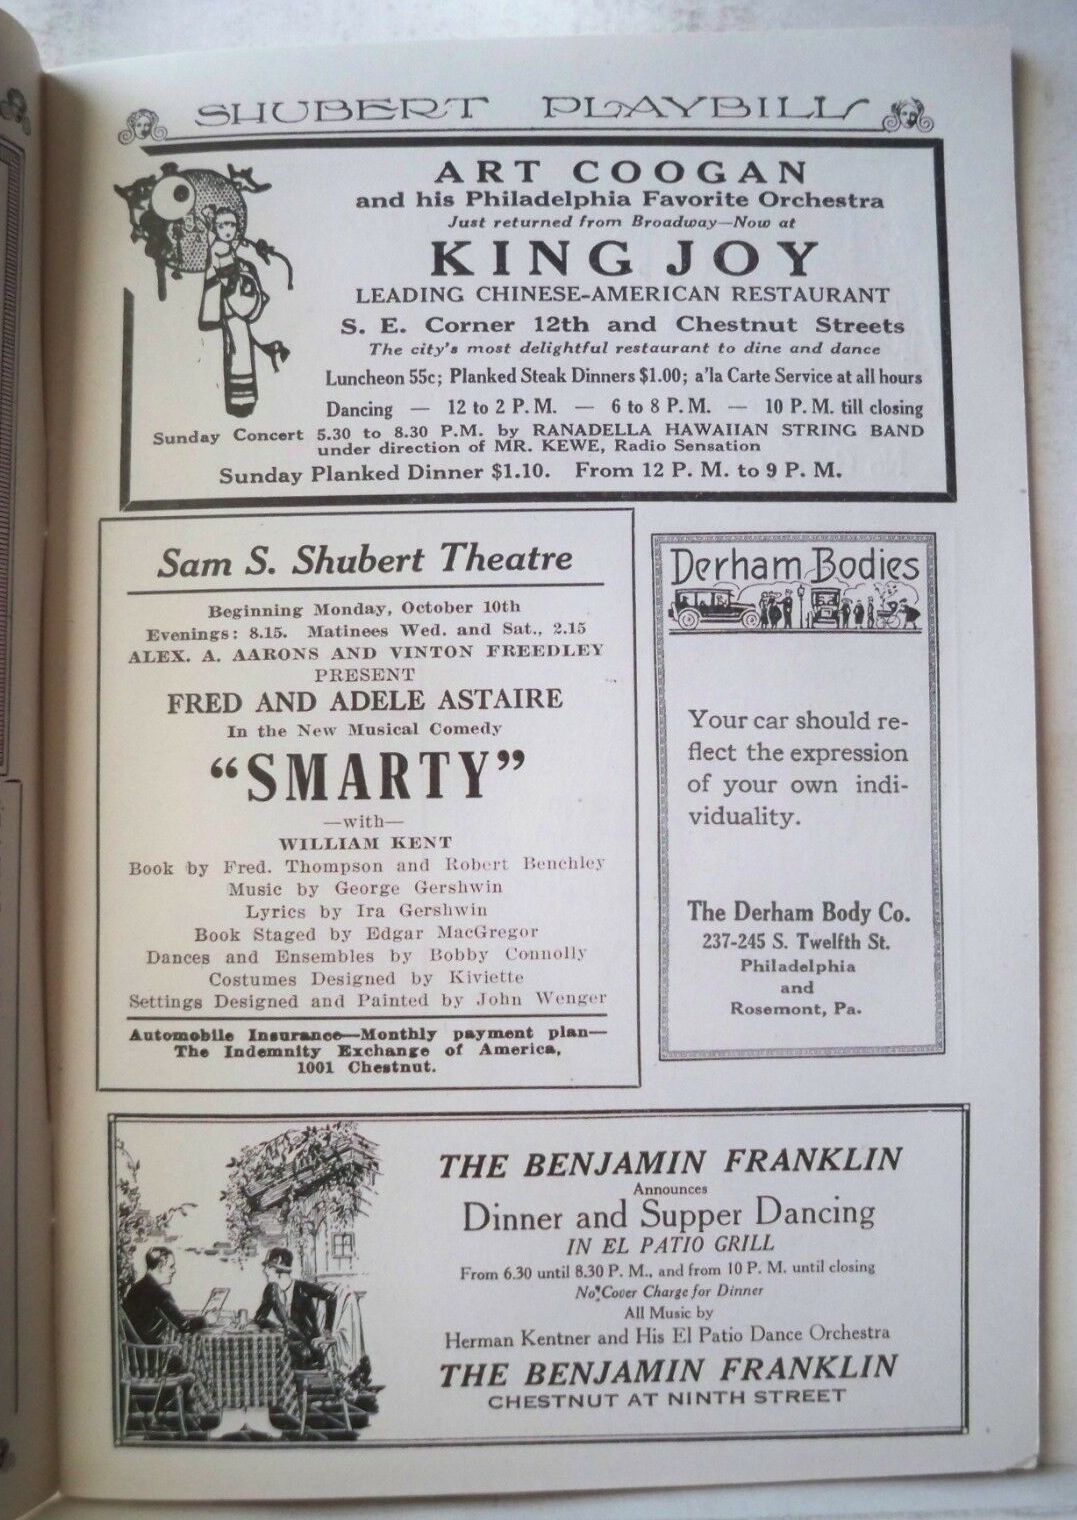 SHUBERT PLAYBILLS
ART COOGAN
and his Philadelphia Favorite Orchestra
Just returned from Broadway—Now at
KING JOY
LEADING CHINESE-AMERICAN RESTAURANT
S. E. Corner 12th and Chestnut Streets
The city's most delightful restaurant to dine and dance
Luncheon 55c; Planked Steak Dinners $1.00; a'la Carte Service at all hours
Dancing — 12 to 2 P. M. — 6 to 8 P. M. — 10 P. M. till closing
Sunday Concert 5.30 to 8.30 P.M. by RANADELLA HAWAIIAN STRING BAND
under direction of MR. KEWE, Radio Sensation
Sunday Planked Dinner $1.10. From 12 P. M. to 9 P. M.
Sam S. Shubert Theatre
Beginning Monday, October 10th
Evenings: 8.15. Matinees Wed. and Sat., 2.15
ALEX. A. AARONS AND VINTON FREEDLEY
PRESENT
FRED AND ADELE ASTAIRE
In the New Musical Comedy
"SMARTY"
—with—
WILLIAM KENT
Book by Fred. Thompson and Robert Benchley
Music by George Gershwin
Lyrics by Ira Gershwin
Book Staged by Edgar MacGregor
Dances and Ensembles by Bobby Connolly
Costumes Designed by Kiviette
Settings Designed and Painted by John Wenger
Automobile Insurance—Monthly payment plan—
The Indemnity Exchange of America,
1001 Chestnut.
Derham Bodies
Your car should re-
flect the expression
of your own indi-
viduality.
The Derham Body Co.
237-245 S. Twelfth St.
Philadelphia
and
Rosemont, Pa.
THE BENJAMIN FRANKLIN
Announces
Dinner and Supper Dancing
IN EL PATIO GRILL
From 6.30 until 8.30 P. M., and from 10 P. M. until closing
No Cover Charge for Dinner
All Music by
Herman Kentner and His El Patio Dance Orchestra
THE BENJAMIN FRANKLIN
CHESTNUT AT NINTH STREET